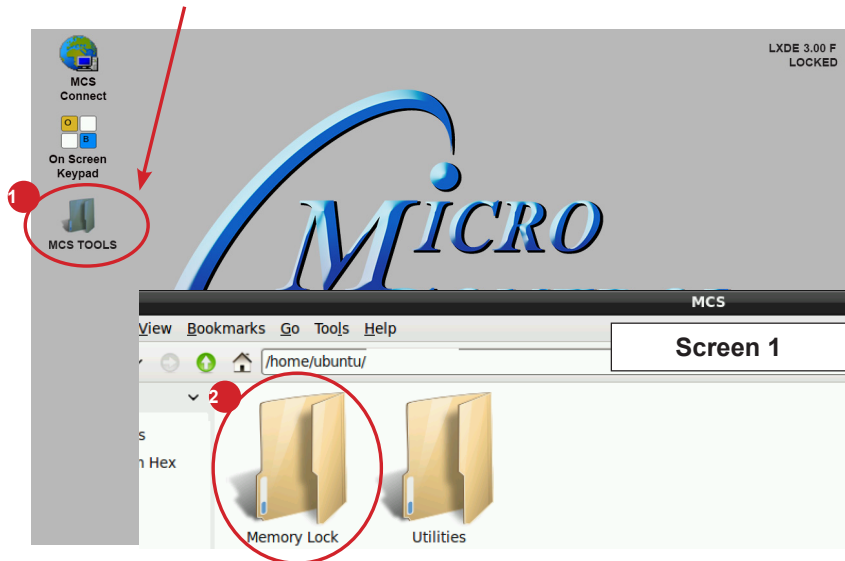 LXDE 3.00 F
LOCKED
MCS
Connect
O
B
On Screen
Keypad
1
MCS TOOLS
MICRO
MCS
View Bookmarks Go Tools Help
Screen 1
/home/ubuntu/
2
s
n Hex
Memory Lock
Utilities